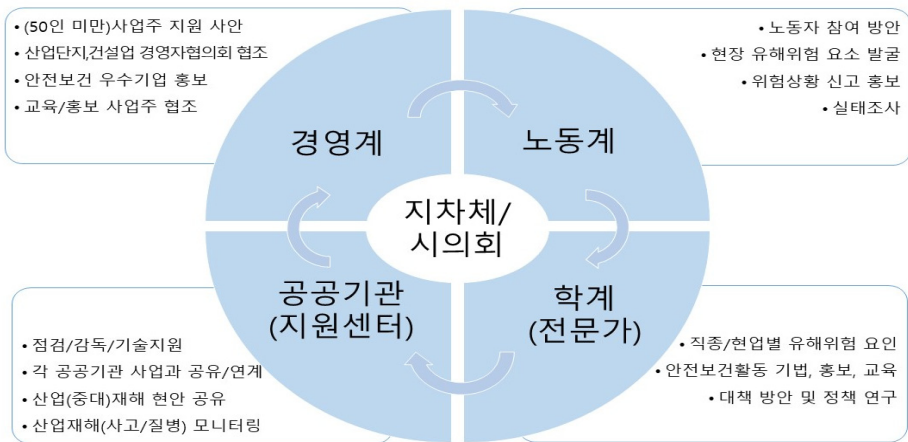 • (50인 미만)사업주 지원 사안
• 산업단지,건설업 경영자협의회 협조
• 안전보건 우수기업 홍보
• 교육/홍보 사업주 협조
• 노동자 참여 방안
• 현장 유해위험 요소 발굴
• 위험상황 신고 홍보
• 실태조사
경영계
노동계
지차체/
시의회
공공기관
(지원센터)
학계
(전문가)
• 점검/감독/기술지원
• 각 공공기관 사업과 공유/연계
• 산업(중대)재해 현안 공유
• 산업재해(사고/질병) 모니터링
• 직종/현업별 유해위험 요인
• 안전보건활동 기법, 홍보, 교육
• 대책 방안 및 정책 연구